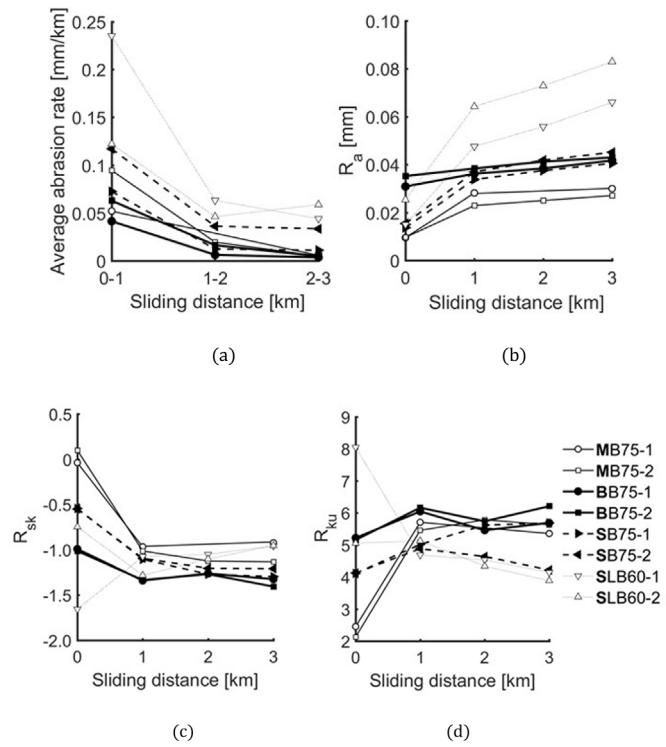 Average abrasion rate [mm/km]
0.25
0.2
0.15
0.1
0.05
0
0-1
1-2
2-3
Sliding distance [km]
(a)
R_a [mm]
0.10
0.08
0.06
0.04
0.02
0.00
0
1
2
3
Sliding distance [km]
(b)
R_sk
0.5
0
-0.5
-1.0
-1.5
-2.0
0
1
2
3
Sliding distance [km]
(c)
R_ku
9
8
7
6
5
4
3
2
0
1
2
3
Sliding distance [km]
(d)
MB75-1
MB75-2
BB75-1
BB75-2
SB75-1
SB75-2
SLB60-1
SLB60-2